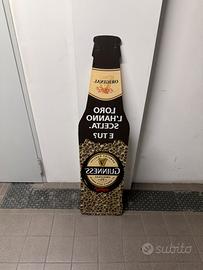 ORIGINAL
LORO
L'HANNO
SCELTA.
E TU?
GUINNESS
subito